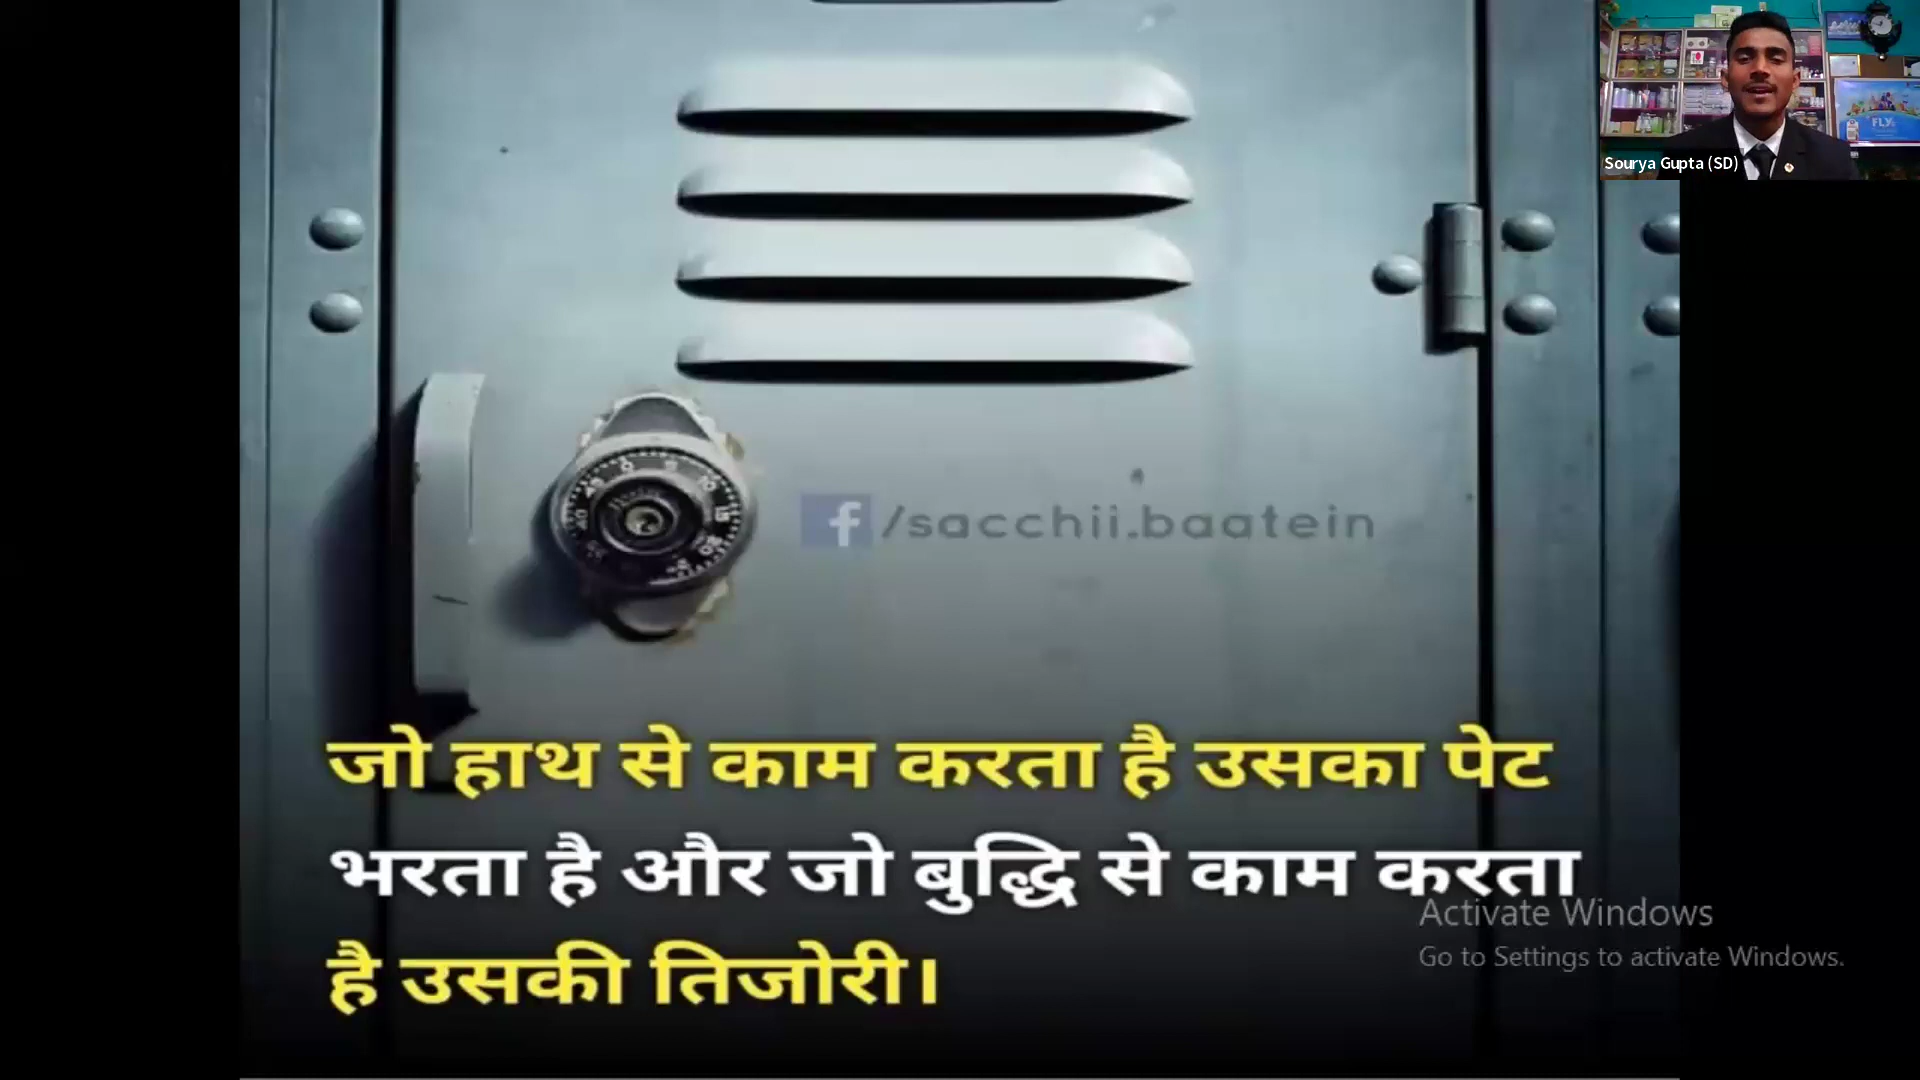 FLY
Sourya Gupta (SD)
/sacchii.baatein
जो हाथ से काम करता है उसका पेट
भरता है और जो बुद्धि से काम करता
है उसकी तिजोरी।
Activate Windows
Go to Settings to activate Windows.